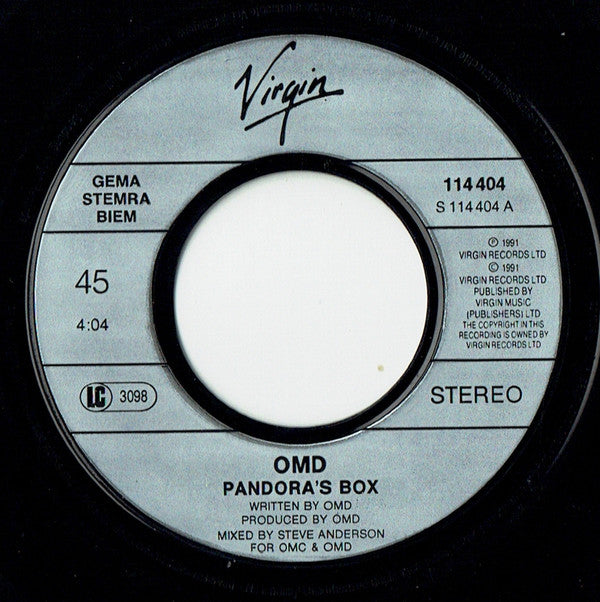 Virgin
GEMA
STEMRA
BIEM
114 404
S 114 404 A
45
4:04
Ⓟ 1991
VIRGIN RECORDS LTD
© 1991
VIRGIN RECORDS LTD
PUBLISHED BY
VIRGIN MUSIC
(PUBLISHERS) LTD
THE COPYRIGHT IN THIS
RECORDING IS OWNED BY
VIRGIN RECORDS LTD
LC 3098
STEREO
OMD
PANDORA'S BOX
WRITTEN BY OMD
PRODUCED BY OMD
MIXED BY STEVE ANDERSON
FOR OMC & OMD